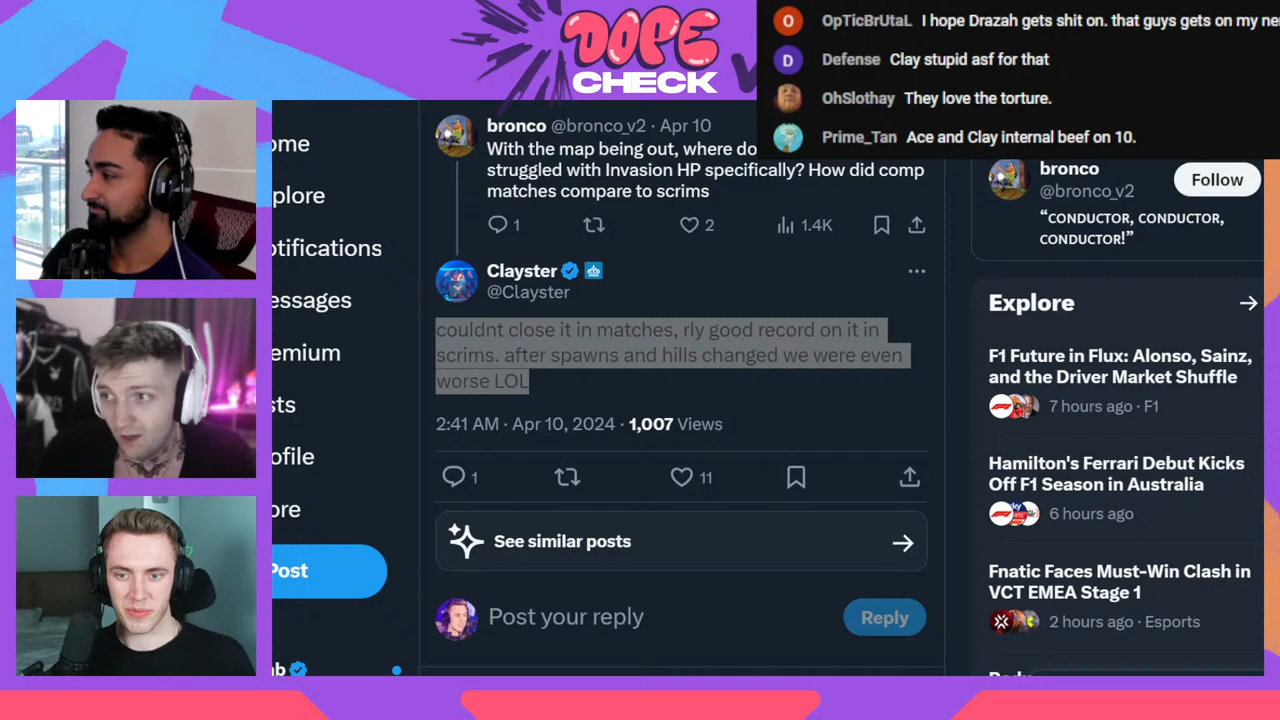 DOPE
CHECK
OpTicBrUtaL I hope Drazah gets shit on. that guys gets on my
Defense Clay stupid asf for that
OhSlothay They love the torture.
Prime_Tan Ace and Clay internal beef on 10.
ome
plore
otifications
essages
emium
sts
ofile
ore
Post
bronco @bronco_v2 · Apr 10
With the map being out, where do
struggled with Invasion HP specifically? How did comp
matches compare to scrims
1 2 1.4K
Clayster
@Clayster
couldnt close it in matches, rly good record on it in
scrims. after spawns and hills changed we were even
worse LOL
2:41 AM · Apr 10, 2024 · 1,007 Views
1 11
See similar posts
Post your reply
Reply
bronco
@bronco_v2
Follow
“CONDUCTOR, CONDUCTOR,
CONDUCTOR!”
Explore
F1 Future in Flux: Alonso, Sainz,
and the Driver Market Shuffle
7 hours ago · F1
Hamilton's Ferrari Debut Kicks
Off F1 Season in Australia
6 hours ago
Fnatic Faces Must-Win Clash in
VCT EMEA Stage 1
2 hours ago · Esports